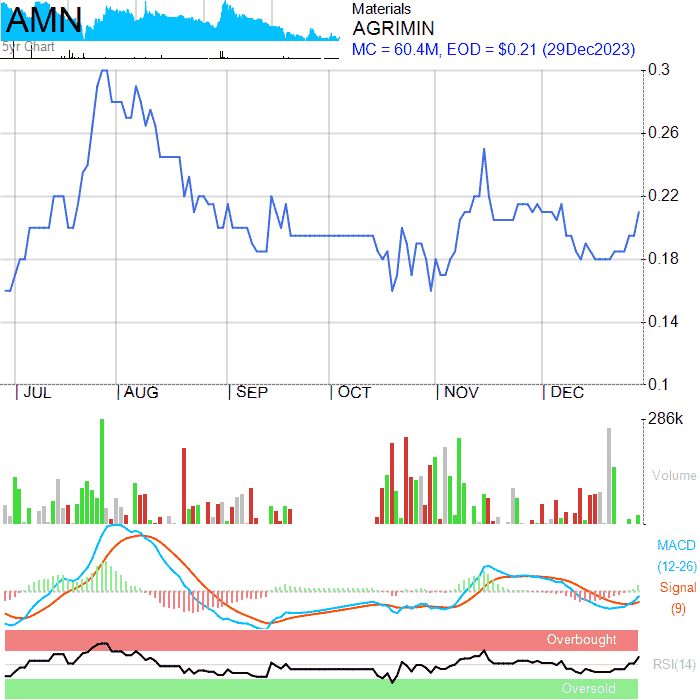 AMN
5yr Chart
Materials
AGRIMIN
MC = 60.4M, EOD = $0.21 (29Dec2023)
0.3
0.26
0.22
0.18
0.14
0.1
JUL AUG SEP OCT NOV DEC
286k
Volume
MACD
(12-26)
Signal
(9)
Overbought
RSI(14)
Oversold